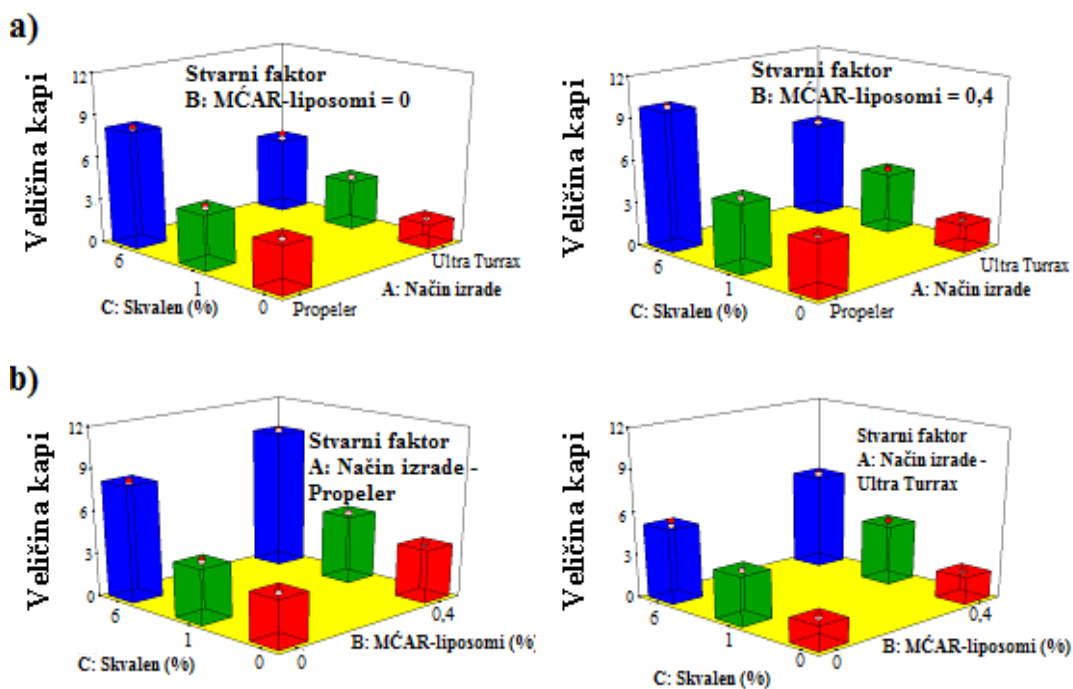 a)
Stvarni faktor
B: MĆAR-liposomi = 0
Veličina kapi
12
9
6
3
0
6
1
0
C: Skvalen (%)
Propeler
Ultra Turrax
A: Način izrade
Stvarni faktor
B: MĆAR-liposomi = 0,4
Veličina kapi
12
9
6
3
0
6
1
0
C: Skvalen (%)
Propeler
Ultra Turrax
A: Način izrade
b)
Stvarni faktor
A: Način izrade -
Propeler
Veličina kapi
12
9
6
3
0
6
1
0
C: Skvalen (%)
0
0,4
B: MĆAR-liposomi (%)
Stvarni faktor
A: Način izrade -
Ultra Turrax
Veličina kapi
12
9
6
3
0
6
1
0
C: Skvalen (%)
0
0,4
B: MĆAR-liposomi (%)